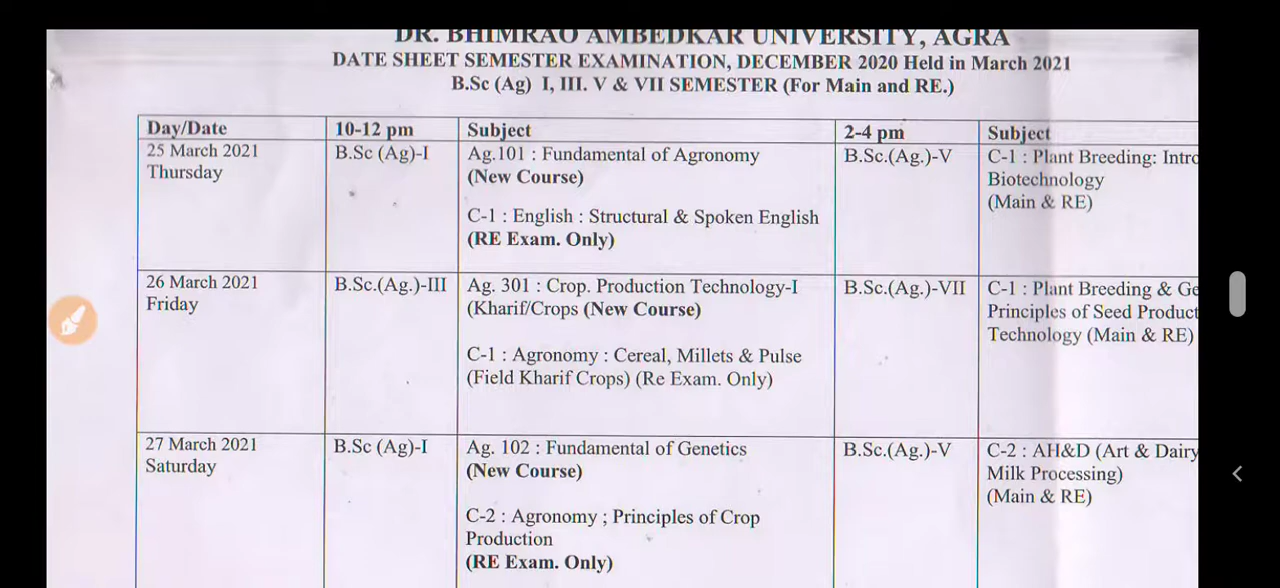 DR. BHIMRAO AMBEDKAR UNIVERSITY, AGRA
DATE SHEET SEMESTER EXAMINATION, DECEMBER 2020 Held in March 2021
B.Sc (Ag) I, III. V & VII SEMESTER (For Main and RE.)
Day/Date 10-12 pm Subject 2-4 pm Subject
25 March 2021
Thursday
B.Sc (Ag)-I
Ag.101 : Fundamental of Agronomy
(New Course)
C-1 : English : Structural & Spoken English
(RE Exam. Only)
B.Sc.(Ag.)-V
C-1 : Plant Breeding: Intro
Biotechnology
(Main & RE)
26 March 2021
Friday
B.Sc.(Ag.)-III
Ag. 301 : Crop. Production Technology-I
(Kharif/Crops (New Course)
C-1 : Agronomy : Cereal, Millets & Pulse
(Field Kharif Crops) (Re Exam. Only)
B.Sc.(Ag.)-VII
C-1 : Plant Breeding & Ge
Principles of Seed Product
Technology (Main & RE)
27 March 2021
Saturday
B.Sc (Ag)-I
Ag. 102 : Fundamental of Genetics
(New Course)
C-2 : Agronomy ; Principles of Crop
Production
(RE Exam. Only)
B.Sc.(Ag.)-V
C-2 : AH&D (Art & Dairy
Milk Processing)
(Main & RE)